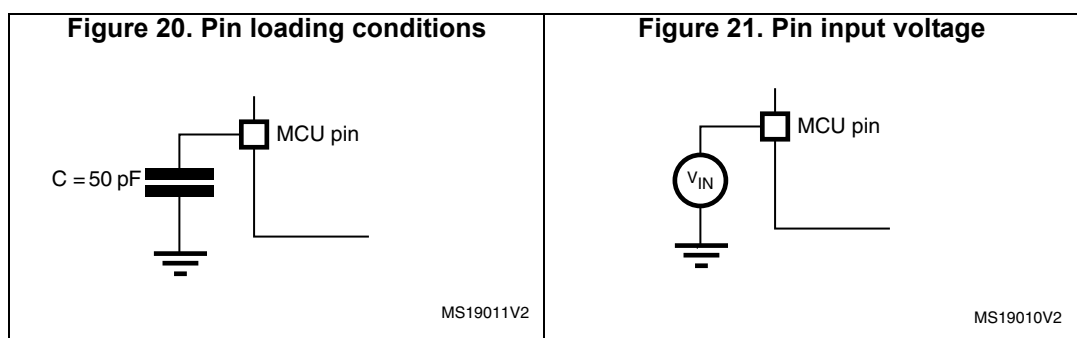 Figure 20. Pin loading conditions
MCU pin
C = 50 pF
MS19011V2
Figure 21. Pin input voltage
MCU pin
VIN
MS19010V2